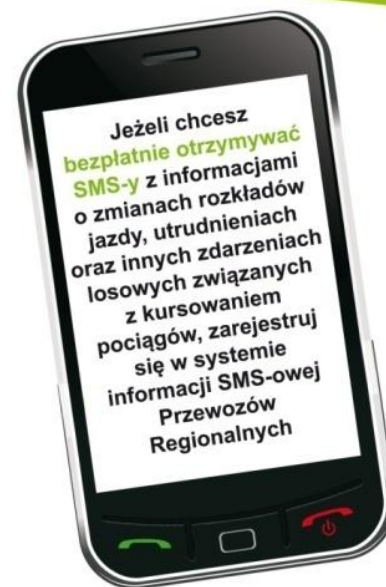 Jeżeli chcesz
bezpłatnie otrzymywać
SMS-y z informacjami
o zmianach rozkładów
jazdy, utrudnieniach
oraz innych zdarzeniach
losowych związanych
z kursowaniem
pociągów, zarejestruj
się w systemie
informacji SMS-owej
Przewozów
Regionalnych